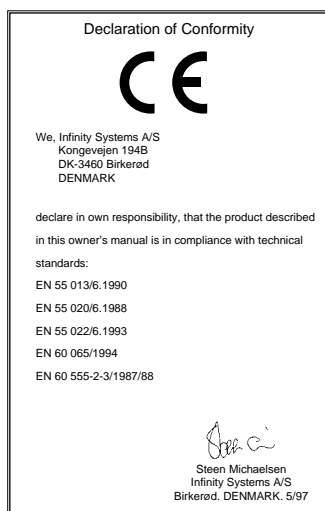 Declaration of Conformity
CE
We, Infinity Systems A/S
Kongevejen 194B
DK-3460 Birkerød
DENMARK
declare in own responsibility, that the product described
in this owner's manual is in compliance with technical
standards:
EN 55 013/6.1990
EN 55 020/6.1988
EN 55 022/6.1993
EN 60 065/1994
EN 60 555-2-3/1987/88
Steen Michaelsen
Infinity Systems A/S
Birkerød. DENMARK. 5/97